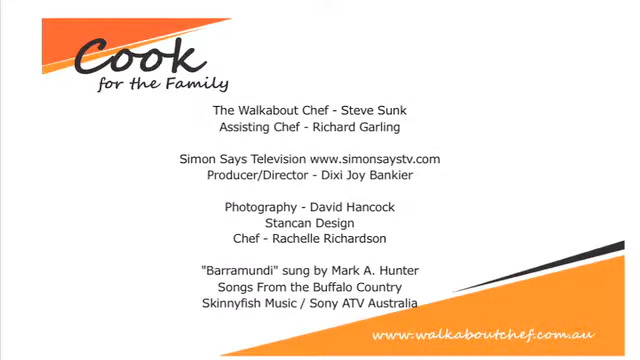 Cook
for the Family
The Walkabout Chef - Steve Sunk
Assisting Chef - Richard Garling
Simon Says Television www.simonsaystv.com
Producer/Director - Dixi Joy Bankier
Photography - David Hancock
Stancan Design
Chef - Rachelle Richardson
"Barramundi" sung by Mark A. Hunter
Songs From the Buffalo Country
Skinnyfish Music / Sony ATV Australia
www.walkaboutchef.com.au